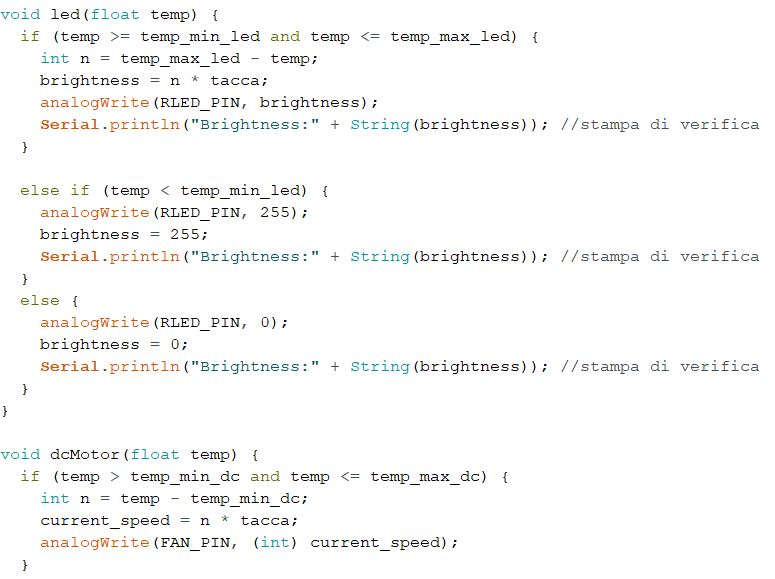 void led(float temp) {
  if (temp >= temp_min_led and temp <= temp_max_led) {
    int n = temp_max_led - temp;
    brightness = n * tacca;
    analogWrite(RLED_PIN, brightness);
    Serial.println("Brightness:" + String(brightness)); //stampa di verifica
  }

  else if (temp < temp_min_led) {
    analogWrite(RLED_PIN, 255);
    brightness = 255;
    Serial.println("Brightness:" + String(brightness)); //stampa di verifica
  }
  else {
    analogWrite(RLED_PIN, 0);
    brightness = 0;
    Serial.println("Brightness:" + String(brightness)); //stampa di verifica
  }
}

void dcMotor(float temp) {
  if (temp > temp_min_dc and temp <= temp_max_dc) {
    int n = temp - temp_min_dc;
    current_speed = n * tacca;
    analogWrite(FAN_PIN, (int) current_speed);
  }